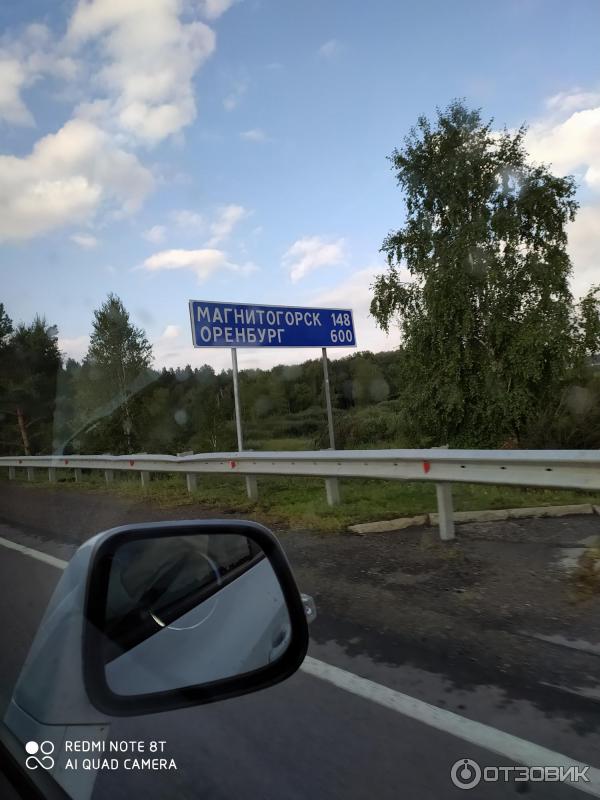 МАГНИТОГОРСК 148
ОРЕНБУРГ 600
REDMI NOTE 8T
AI QUAD CAMERA
ОТЗОВИК